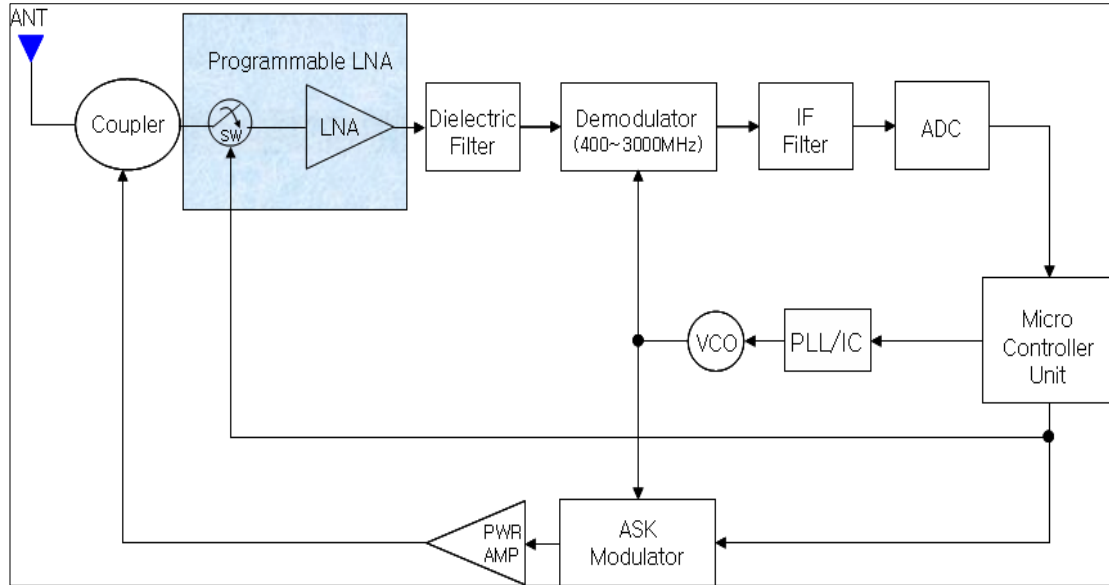 ANT
Programmable LNA
Coupler
SW
LNA
Dielectric
Filter
Demodulator
(400~3000MHz)
IF
Filter
ADC
VCO
PLL/IC
Micro
Controller
Unit
PWR
AMP
ASK
Modulator